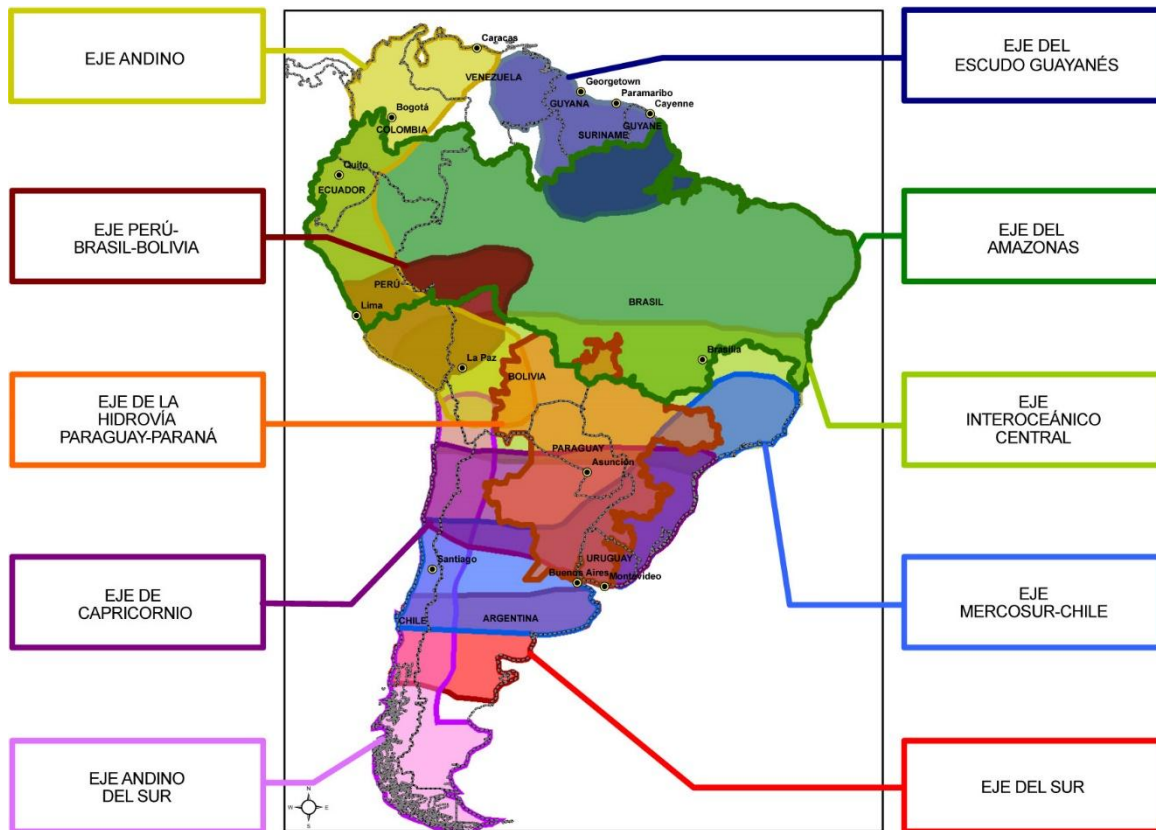 EJE ANDINO
EJE PERÚ-
BRASIL-BOLIVIA
EJE DE LA
HIDROVÍA
PARAGUAY-PARANÁ
EJE DE
CAPRICORNIO
EJE ANDINO
DEL SUR
Caracas
VENEZUELA
Georgetown
Paramaribo
GUYANA
Cayenne
Bogotá
COLOMBIA
GUYANE
SURINAME
Quito
ECUADOR
PERÚ
BRASIL
Lima
Brasilia
La Paz
BOLIVIA
PARAGUAY
Asunción
URUGUAY
Santiago
Buenos Aires
Montevideo
CHILE
ARGENTINA
N
W
E
S
EJE DEL
ESCUDO GUAYANÉS
EJE DEL
AMAZONAS
EJE
INTEROCEÁNICO
CENTRAL
EJE
MERCOSUR-CHILE
EJE DEL SUR